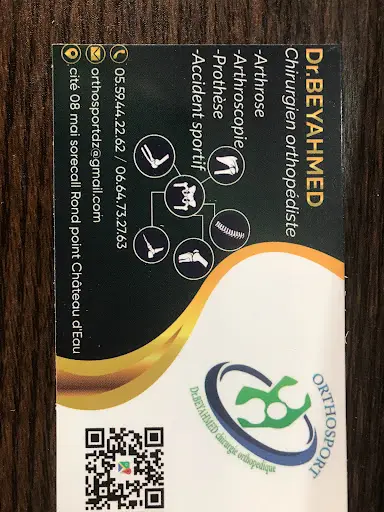 Dr.BEYAHMED
Chirurgien orthopédiste
-Arthrose
-Arthroscopie
-Prothèse
-Accident sportif
05.59.44.22.62 / 06.64.73.27.63
orthosportdz@gmail.com
cité 08 mai sorecall Rond point Château d'Eau
ORTHOSPORT
Dr.BEYAHMED chirurgie orthopedique